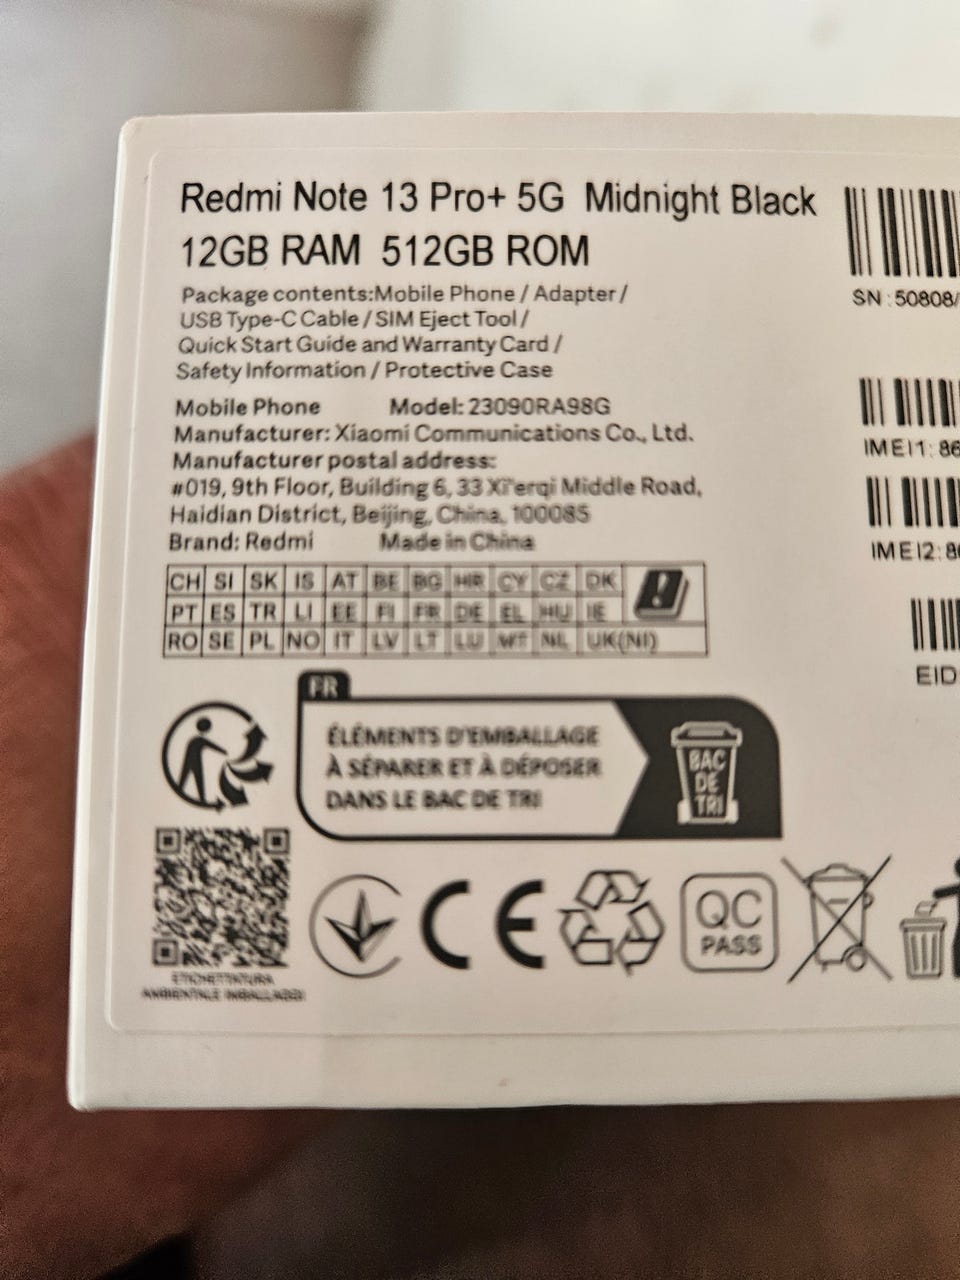 Redmi Note 13 Pro+ 5G Midnight Black
12GB RAM 512GB ROM
Package contents:Mobile Phone / Adapter /
USB Type-C Cable / SIM Eject Tool /
Quick Start Guide and Warranty Card /
Safety Information / Protective Case
Mobile Phone Model: 23090RA98G
Manufacturer: Xiaomi Communications Co., Ltd.
Manufacturer postal address:
#019, 9th Floor, Building 6, 33 Xi'erqi Middle Road,
Haidian District, Beijing, China, 100085
Brand: Redmi Made in China
CH SI SK IS AT BE BG HR CY CZ DK
PT ES TR LI EE FI FR DE EL HU IE
RO SE PL NO IT LV LT LU MT NL UK(NI)
FR
ÉLÉMENTS D'EMBALLAGE
À SÉPARER ET À DÉPOSER
DANS LE BAC DE TRI
BAC
DE
TRI
ETICHETTATURA
AMBIENTALE IMBALLAGGI
CE
QC
PASS
SN : 50808/
IMEI1: 86
IMEI2: 86
EID: